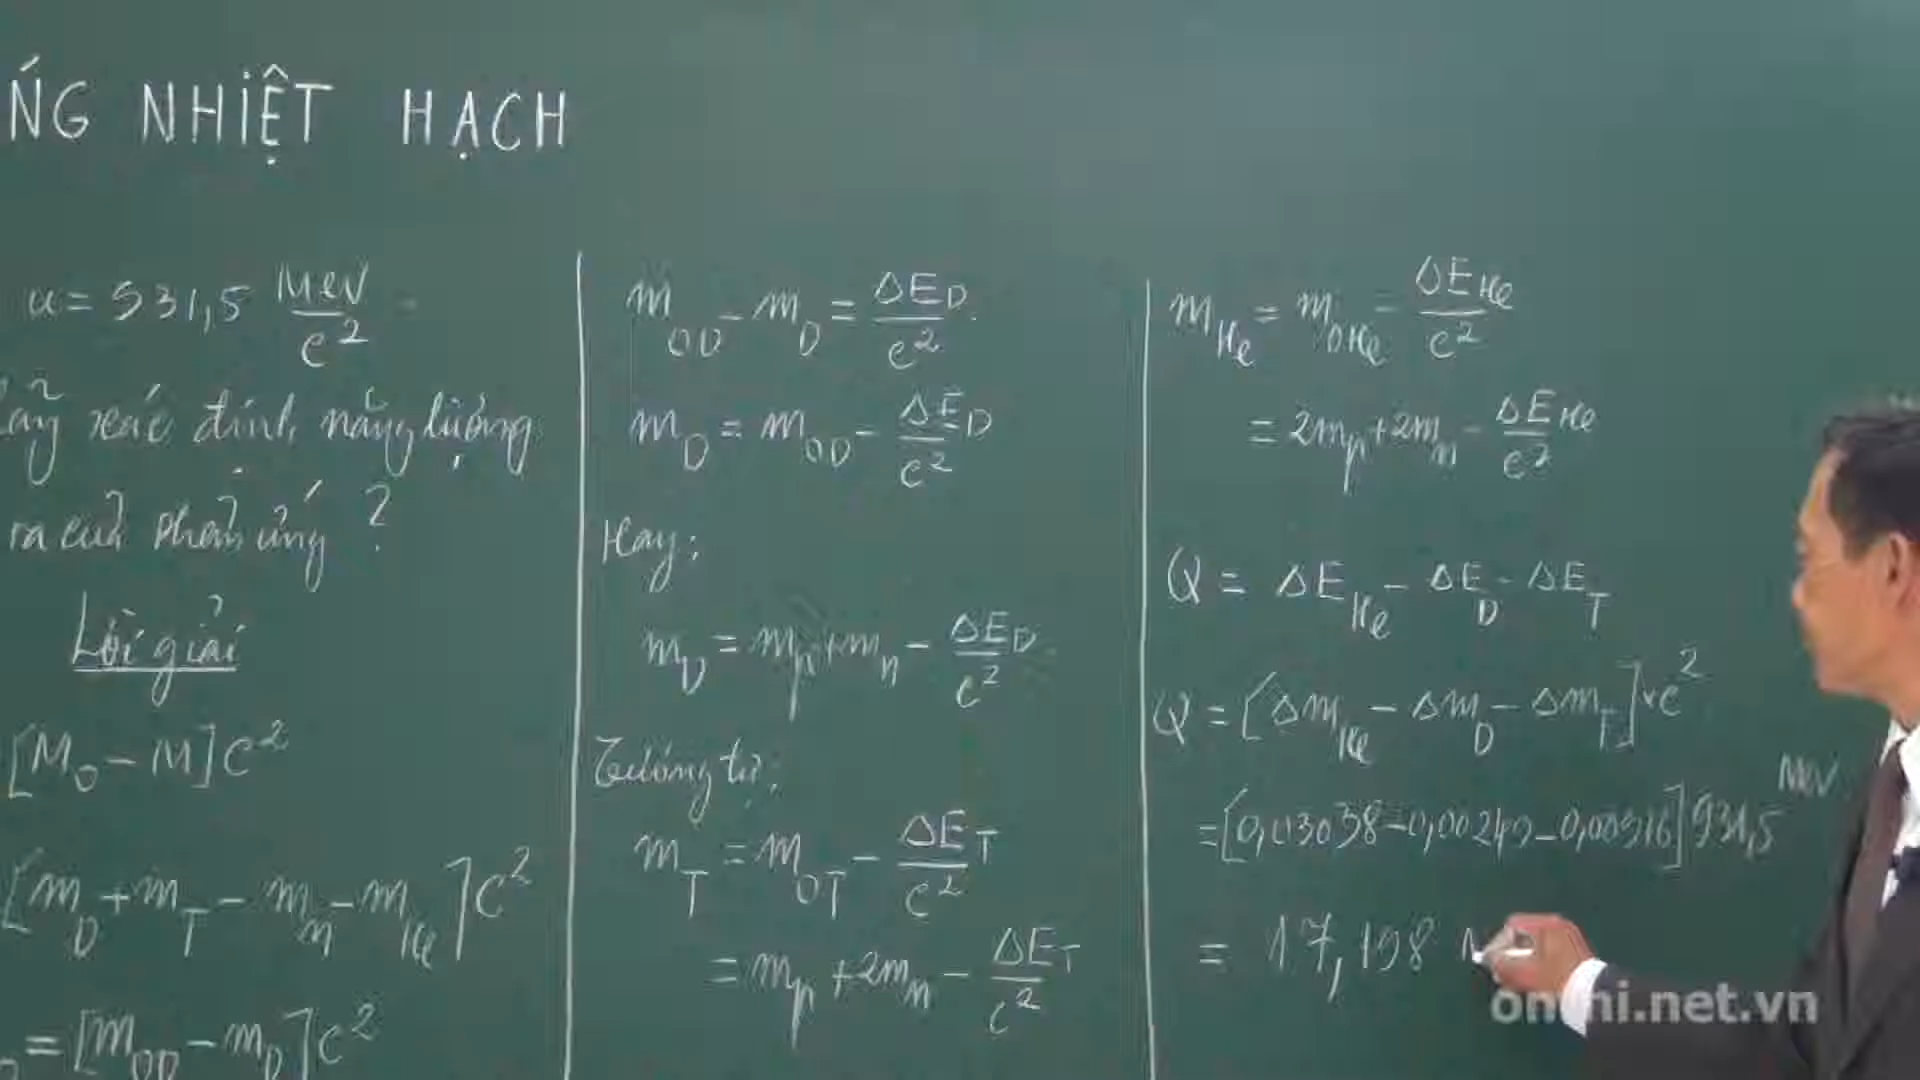 ỨNG NHIỆT HẠCH
u = 931,5 MeV/c²
Hãy xác định năng lượng
ra của phản ứng ?
Lời giải
[M₀ - M]C²
[m_D + m_T - m_n - m_He]C²
= [m_0D - m_D]C²
m_0D - m_D = ΔE_D/c²
m_D = m_0D - ΔE_D/c²
Hay:
m_D = m_p + m_n - ΔE_D/c²
Tương tự:
m_T = m_0T - ΔE_T/c²
= m_p + 2m_n - ΔE_T/c²
m_He = m_0He - ΔE_He/c²
= 2m_p + 2m_n - ΔE_He/c²
Q = ΔE_He - ΔE_D - ΔE_T
Q = [Δm_He - Δm_D - Δm_T] × c²
= [0,03038 - 0,00249 - 0,00916] 931,5 MeV
= 17,198
onthi.net.vn